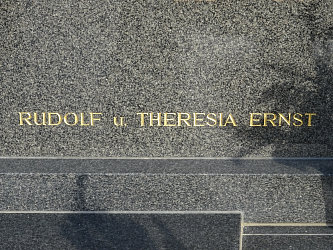 RUDOLF u. THERESIA ERNST